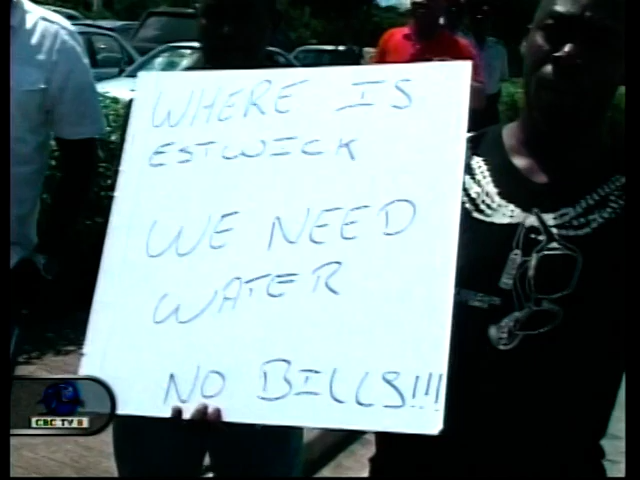 WHERE IS
ESTWICK
WE NEED
WATER
NO BILLS!!!
CBC TV 8